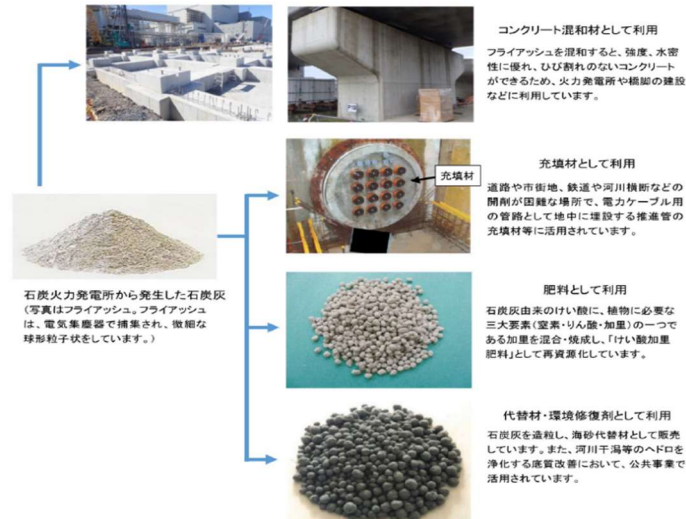 コンクリート混和材として利用
フライアッシュを混和すると、強度、水密
性に優れ、ひび割れのないコンクリート
ができるため、火力発電所や橋脚の建設
などに利用しています。
充填材として利用
充填材
道路や市街地、鉄道や河川横断などの
開削が困難な場所で、電力ケーブル用
の管路として地中に埋設する推進管の
充填材等に活用されています。
石炭火力発電所から発生した石炭灰
(写真はフライアッシュ。フライアッシュ
は、電気集塵器で捕集され、微細な
球形粒子状をしています。)
肥料として利用
石炭灰由来のけい酸に、植物に必要な
三大要素(窒素・りん酸・加里)の一つで
ある加里を混合・焼成し、「けい酸加里
肥料」として再資源化しています。
代替材・環境修復剤として利用
石炭灰を造粒し、海砂代替材として販売
しています。また、河川干潟等のヘドロを
浄化する底質改善において、公共事業で
活用されています。